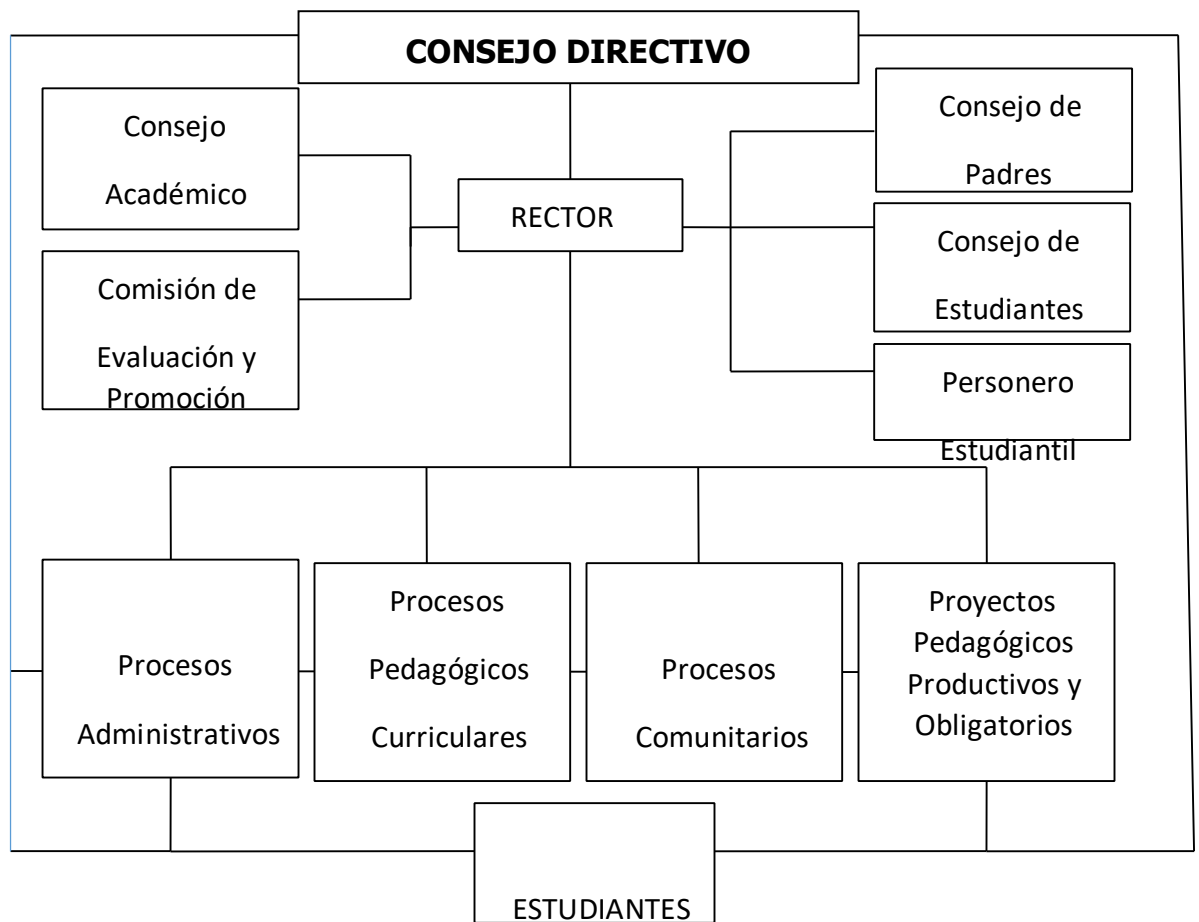 CONSEJO DIRECTIVO
Consejo
Académico
Comisión de
Evaluación y
Promoción
RECTOR
Consejo de
Padres
Consejo de
Estudiantes
Personero
Estudiantil
Procesos
Administrativos
Procesos
Pedagógicos
Curriculares
Procesos
Comunitarios
Proyectos
Pedagógicos
Productivos y
Obligatorios
ESTUDIANTES